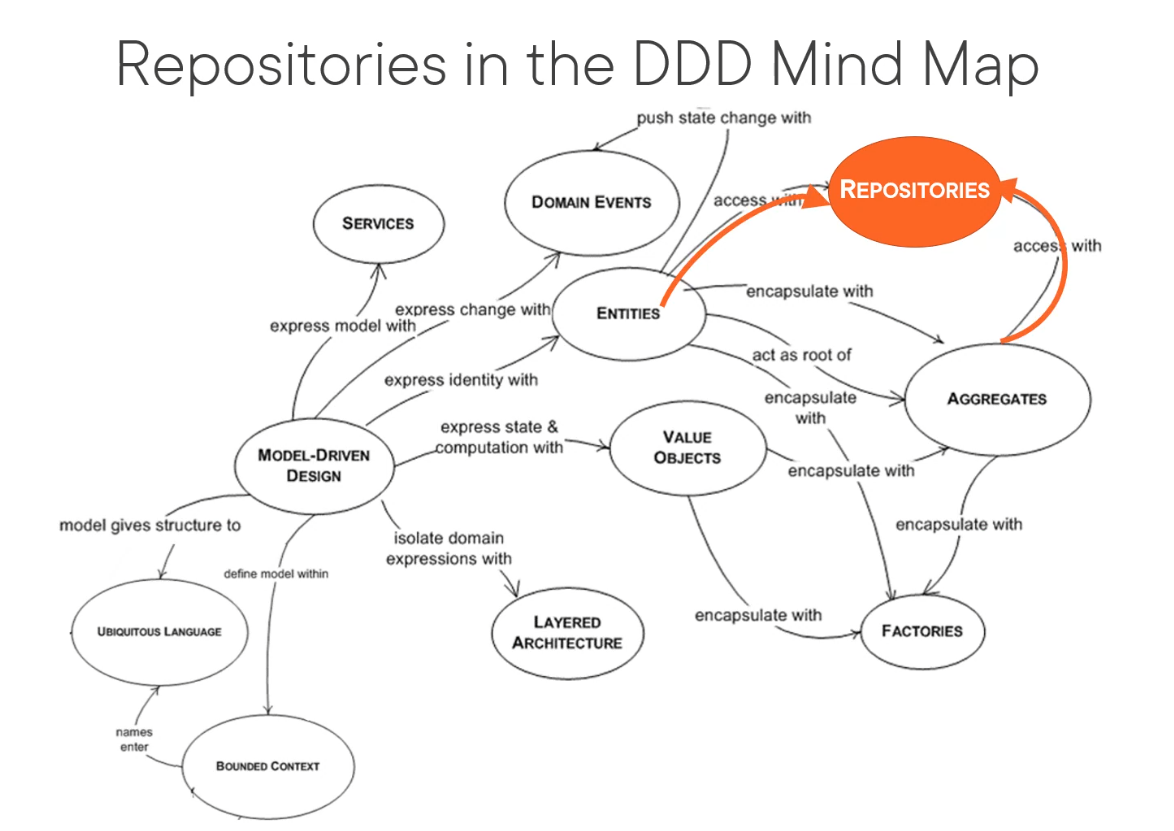 Repositories in the DDD Mind Map
push state change with
DOMAIN EVENTS
access with
REPOSITORIES
SERVICES
access with
express change with
ENTITIES
encapsulate with
express model with
act as root of
express identity with
encapsulate
with
AGGREGATES
express state &
computation with
VALUE
OBJECTS
MODEL-DRIVEN
DESIGN
encapsulate with
model gives structure to
isolate domain
expressions with
encapsulate with
define model within
encapsulate with
UBIQUITOUS LANGUAGE
LAYERED
ARCHITECTURE
FACTORIES
names
enter
BOUNDED CONTEXT